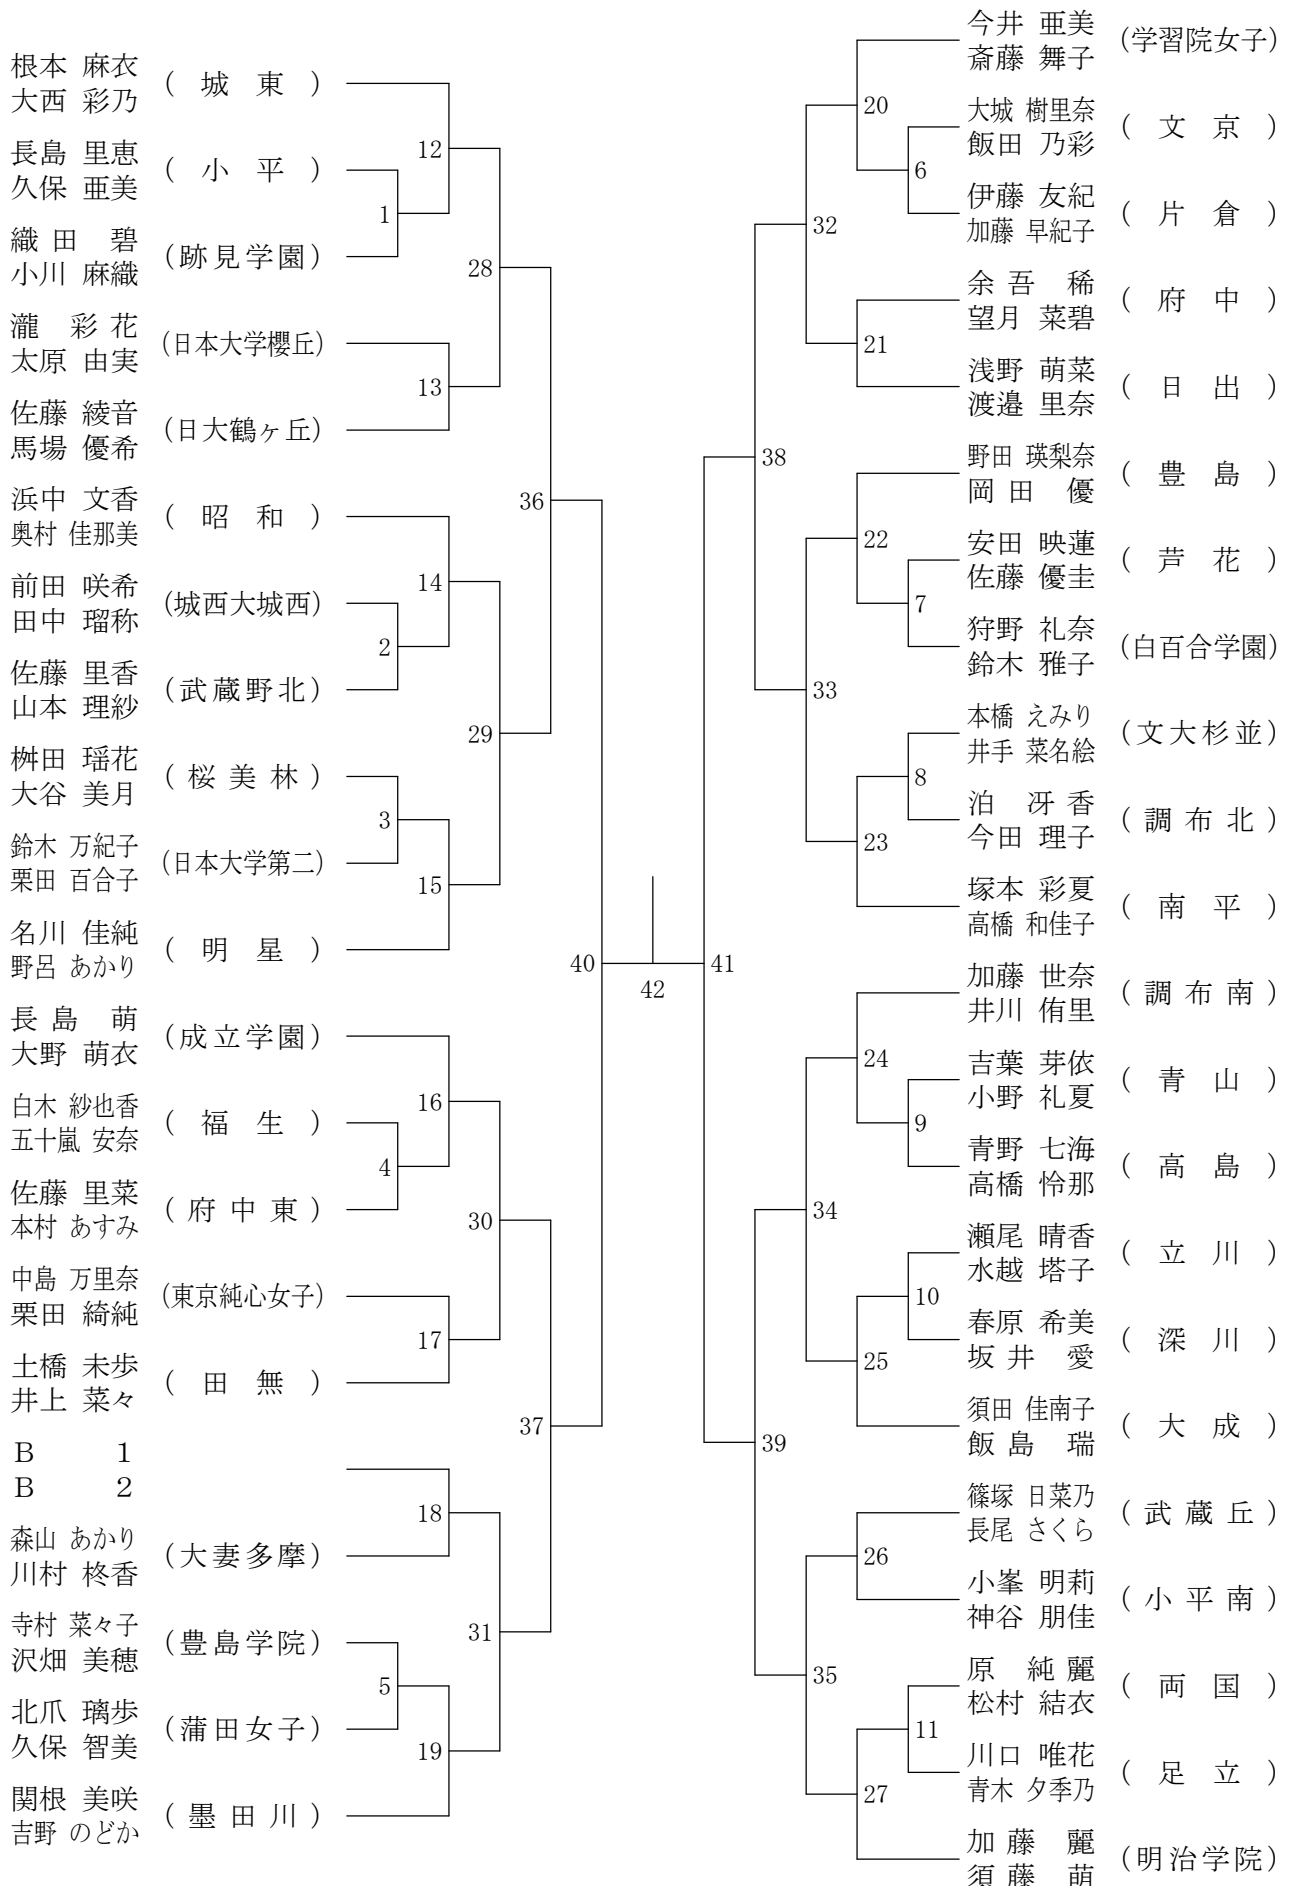 根本 麻衣
大西 彩乃
(城東)
長島 里恵
久保 亜美
(小平)
織田 碧
小川 麻織
(跡見学園)
瀧 彩花
太原 由実
(日本大学櫻丘)
佐藤 綾音
馬場 優希
(日大鶴ヶ丘)
浜中 文香
奥村 佳那美
(昭和)
前田 咲希
田中 瑠称
(城西大城西)
佐藤 里香
山本 理紗
(武蔵野北)
桝田 瑶花
大谷 美月
(桜美林)
鈴木 万紀子
栗田 百合子
(日本大学第二)
名川 佳純
野呂 あかり
(明星)
長島 萌
大野 萌衣
(成立学園)
白木 紗也香
五十嵐 安奈
(福生)
佐藤 里菜
本村 あすみ
(府中東)
中島 万里奈
栗田 綺純
(東京純心女子)
土橋 未歩
井上 菜々
(田無)
B 1
B 2
森山 あかり
川村 柊香
(大妻多摩)
寺村 菜々子
沢畑 美穂
(豊島学院)
北爪 璃歩
久保 智美
(蒲田女子)
関根 美咲
吉野 のどか
(墨田川)
1
2
3
4
5
12
13
14
15
16
17
18
19
28
29
30
31
36
37
40
42
41
38
39
32
33
34
35
20
21
22
23
24
25
26
27
6
7
8
9
10
11
今井 亜美
斎藤 舞子
(学習院女子)
大城 樹里奈
飯田 乃彩
(文京)
伊藤 友紀
加藤 早紀子
(片倉)
余吾 稀
望月 菜碧
(府中)
浅野 萌菜
渡邉 里奈
(日出)
野田 瑛梨奈
岡田 優
(豊島)
安田 映蓮
佐藤 優圭
(芦花)
狩野 礼奈
鈴木 雅子
(白百合学園)
本橋 えみり
井手 菜名絵
(文大杉並)
泊 冴香
今田 理子
(調布北)
塚本 彩夏
高橋 和佳子
(南平)
加藤 世奈
井川 侑里
(調布南)
吉葉 芽依
小野 礼夏
(青山)
青野 七海
高橋 怜那
(高島)
瀬尾 晴香
水越 塔子
(立川)
春原 希美
坂井 愛
(深川)
須田 佳南子
飯島 瑞
(大成)
篠塚 日菜乃
長尾 さくら
(武蔵丘)
小峯 明莉
神谷 朋佳
(小平南)
原 純麗
松村 結衣
(両国)
川口 唯花
青木 夕季乃
(足立)
加藤 麗
須藤 萌
(明治学院)